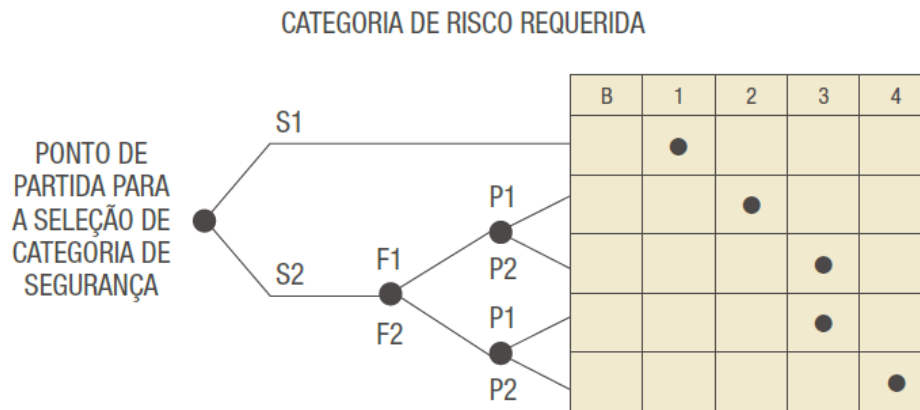 CATEGORIA DE RISCO REQUERIDA
B 1 2 3 4
PONTO DE
PARTIDA PARA
A SELEÇÃO DE
CATEGORIA DE
SEGURANÇA
S1
S2
F1
F2
P1
P2
P1
P2